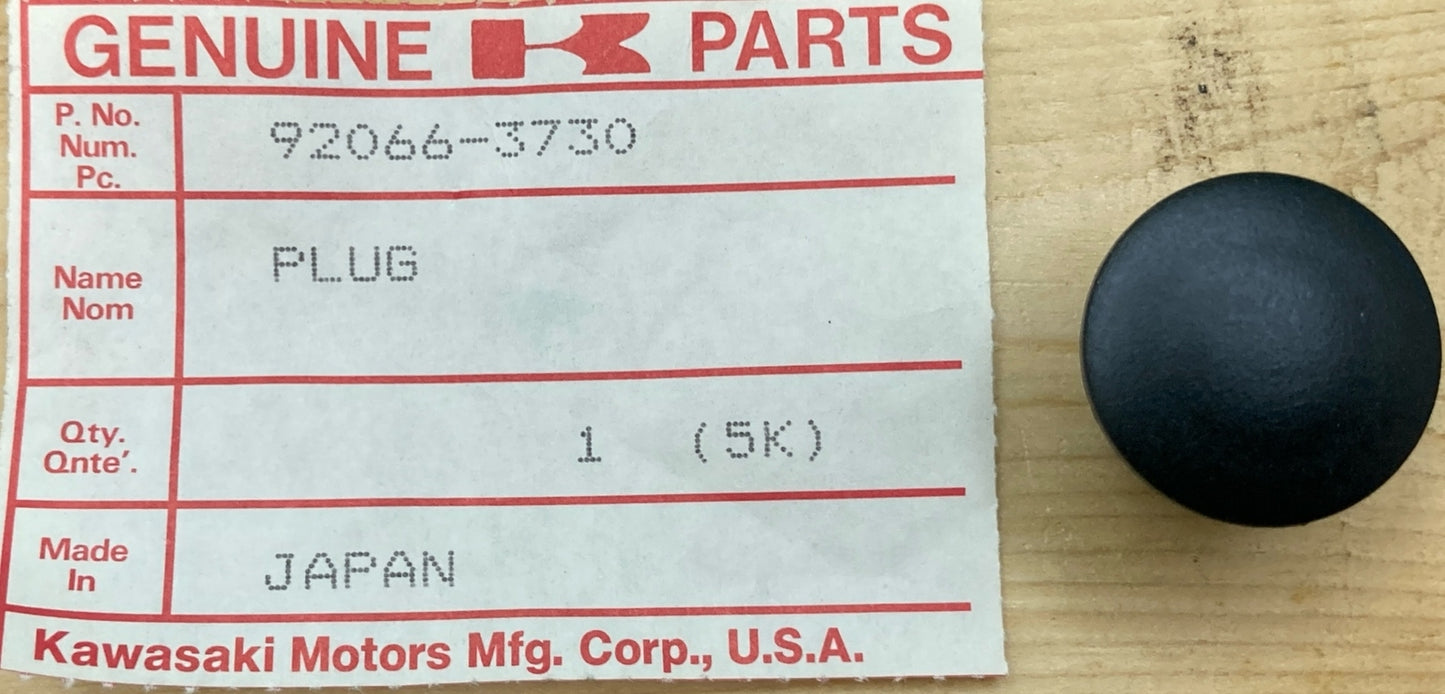 GENUINE K PARTS
P. No.
Num.
Pc.
92066-3730
Name
Nom
PLUG
Qty.
Qnte'.
1 (5K)
Made
In
JAPAN
Kawasaki Motors Mfg. Corp., U.S.A.